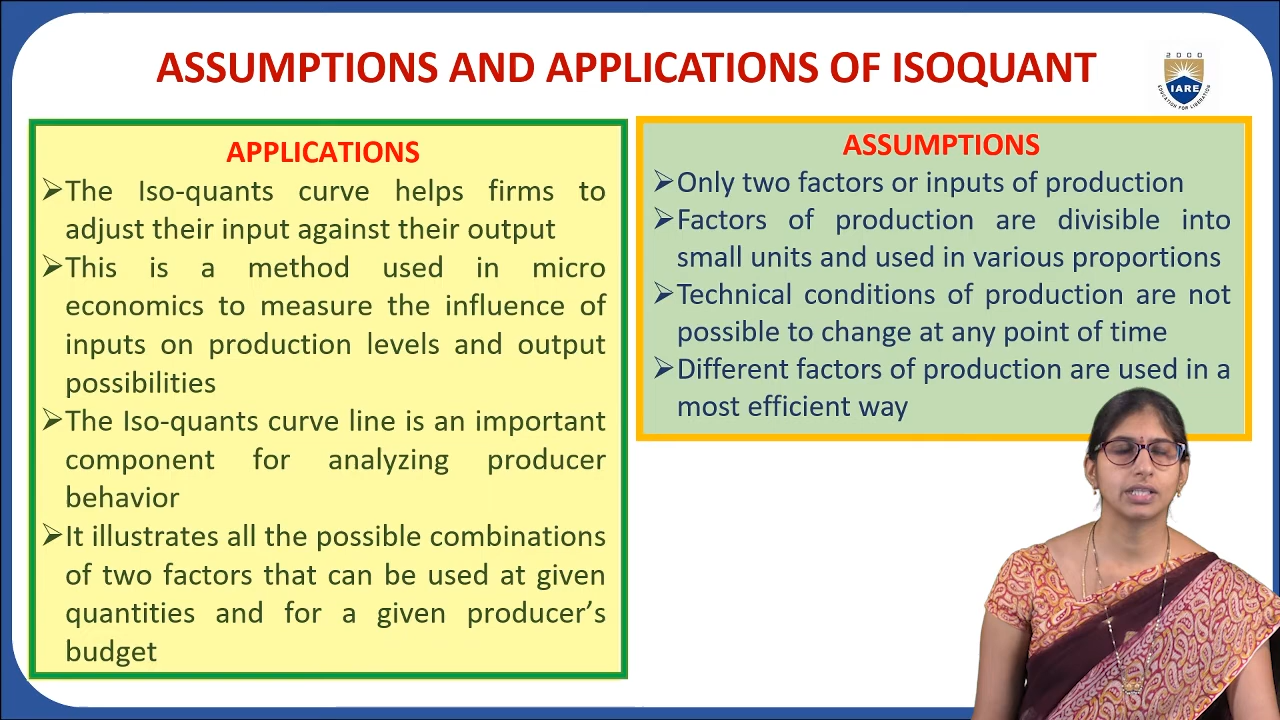 ASSUMPTIONS AND APPLICATIONS OF ISOQUANT
2000
IARE
EDUCATION FOR LIBERATION
APPLICATIONS
➢The Iso-quants curve helps firms to
adjust their input against their output
➢This is a method used in micro
economics to measure the influence of
inputs on production levels and output
possibilities
➢The Iso-quants curve line is an important
component for analyzing producer
behavior
➢It illustrates all the possible combinations
of two factors that can be used at given
quantities and for a given producer’s
budget
ASSUMPTIONS
➢Only two factors or inputs of production
➢Factors of production are divisible into
small units and used in various proportions
➢Technical conditions of production are not
possible to change at any point of time
➢Different factors of production are used in a
most efficient way